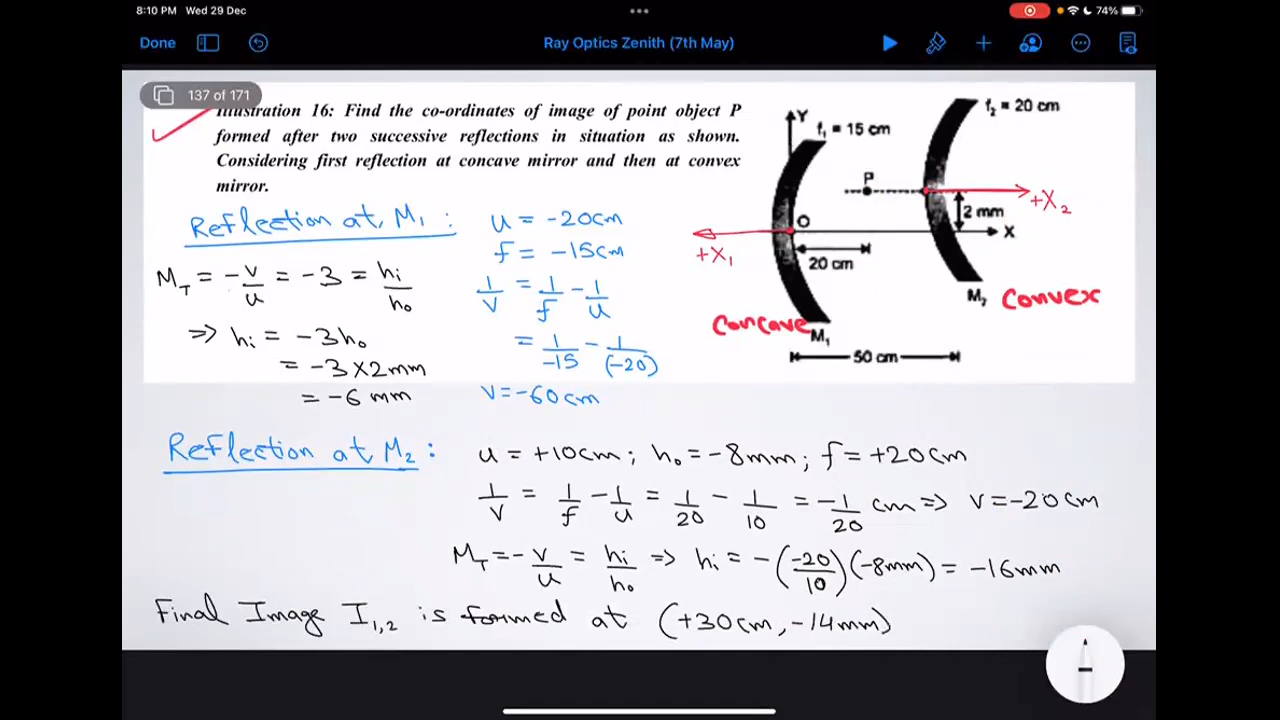 8:10 PM Wed 29 Dec
74%
Done
Ray Optics Zenith (7th May)
137 of 171
Illustration 16: Find the co-ordinates of image of point object P
formed after two successive reflections in situation as shown.
Considering first reflection at concave mirror and then at convex
mirror.
Y
f₁ = 15 cm
f₂ = 20 cm
P
+X₂
2 mm
O
X
+X₁
20 cm
M₂ Convex
Concave
M₁
50 cm
Reflection at M₁ :
M_T = -v/u = -3 = hi/ho
=> hi = -3ho
= -3×2mm
= -6 mm
u = -20cm
f = -15cm
1/v = 1/f - 1/u
= 1/-15 - 1/(-20)
v=-60cm
Reflection at M₂ :
u = +10cm ; ho = -8mm ; f = +20cm
1/v = 1/f - 1/u = 1/20 - 1/10 = -1/20 cm => v = -20cm
M_T = -v/u = hi/ho => hi = -(-20/10)(-8mm) = -16mm
Final Image I₁,₂ is formed at (+30cm, -14mm)